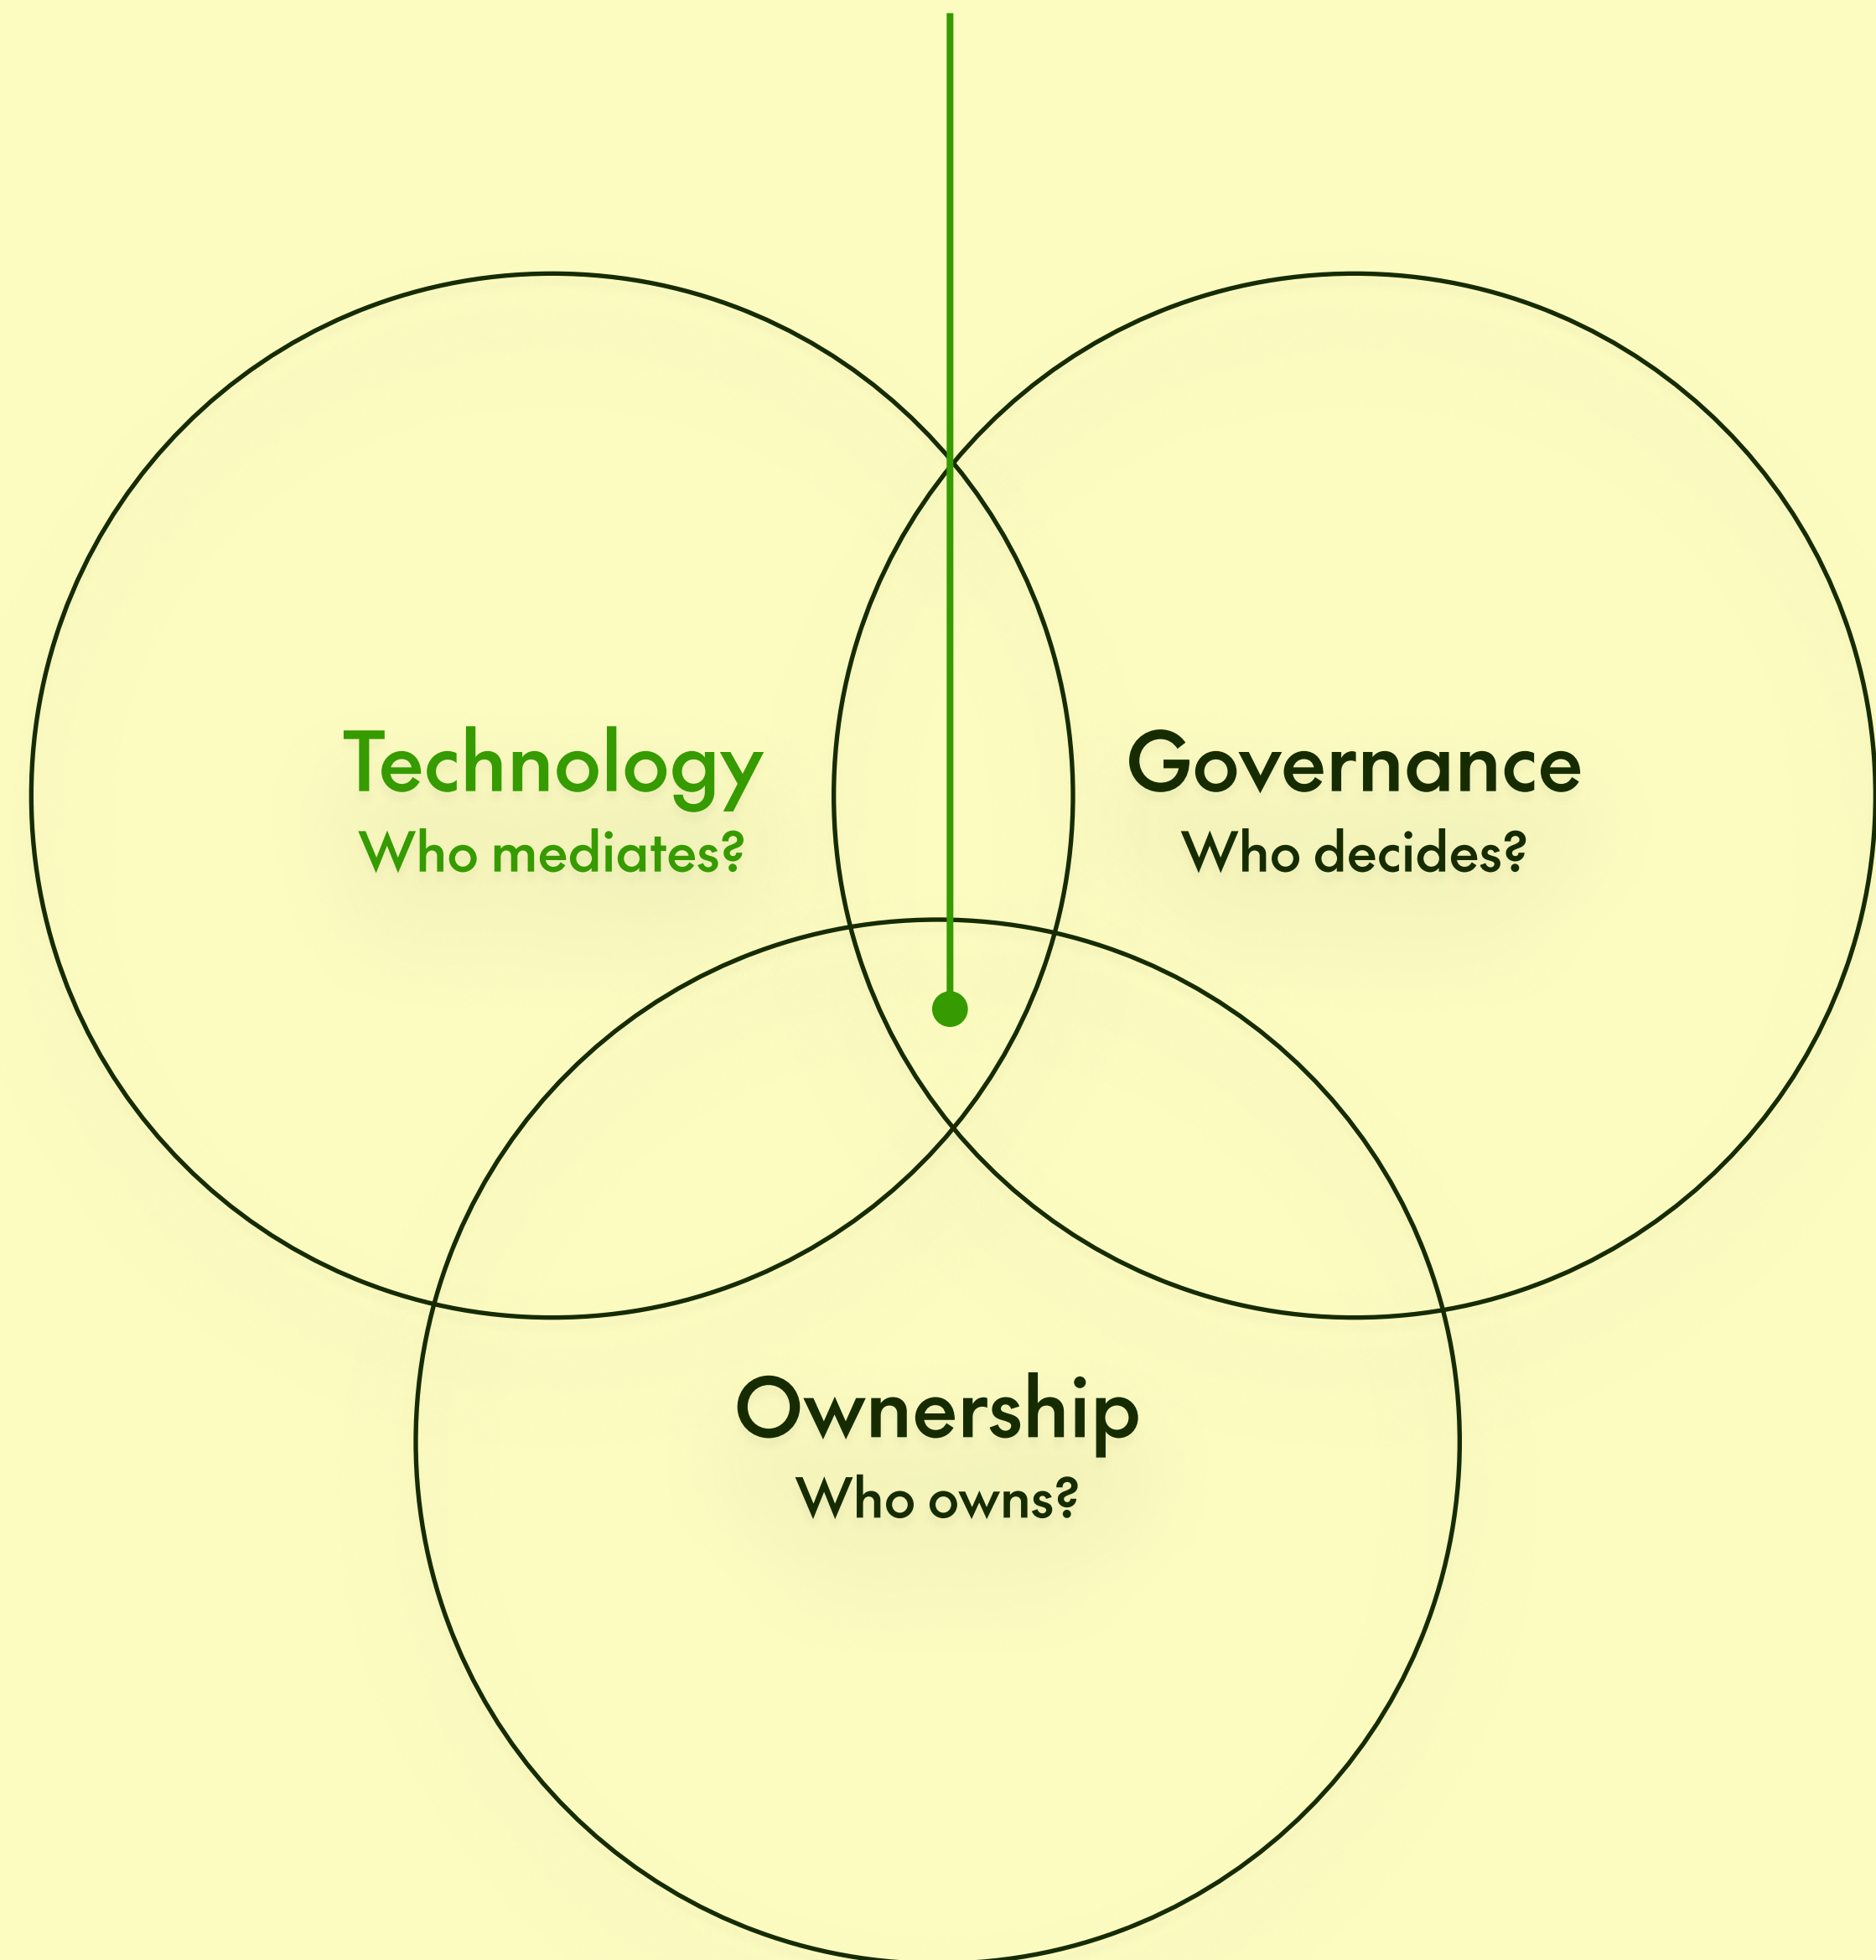 Technology
Who mediates?
Governance
Who decides?
Ownership
Who owns?